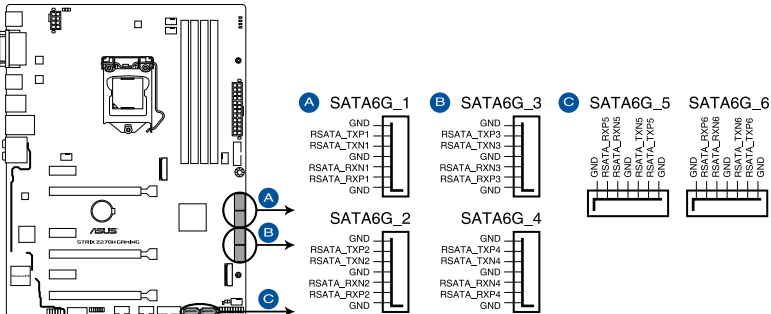 A SATA6G_1
GND
RSATA_TXP1
RSATA_TXN1
GND
RSATA_RXN1
RSATA_RXP1
GND
SATA6G_2
GND
RSATA_TXP2
RSATA_TXN2
GND
RSATA_RXN2
RSATA_RXP2
GND
B SATA6G_3
GND
RSATA_TXP3
RSATA_TXN3
GND
RSATA_RXN3
RSATA_RXP3
GND
SATA6G_4
GND
RSATA_TXP4
RSATA_TXN4
GND
RSATA_RXN4
RSATA_RXP4
GND
C SATA6G_5
GND
RSATA_RXP5
RSATA_RXN5
GND
RSATA_TXN5
RSATA_TXP5
GND
SATA6G_6
GND
RSATA_RXP6
RSATA_RXN6
GND
RSATA_TXN6
RSATA_TXP6
GND
A
B
C
ASUS
STRIX Z270H GAMING